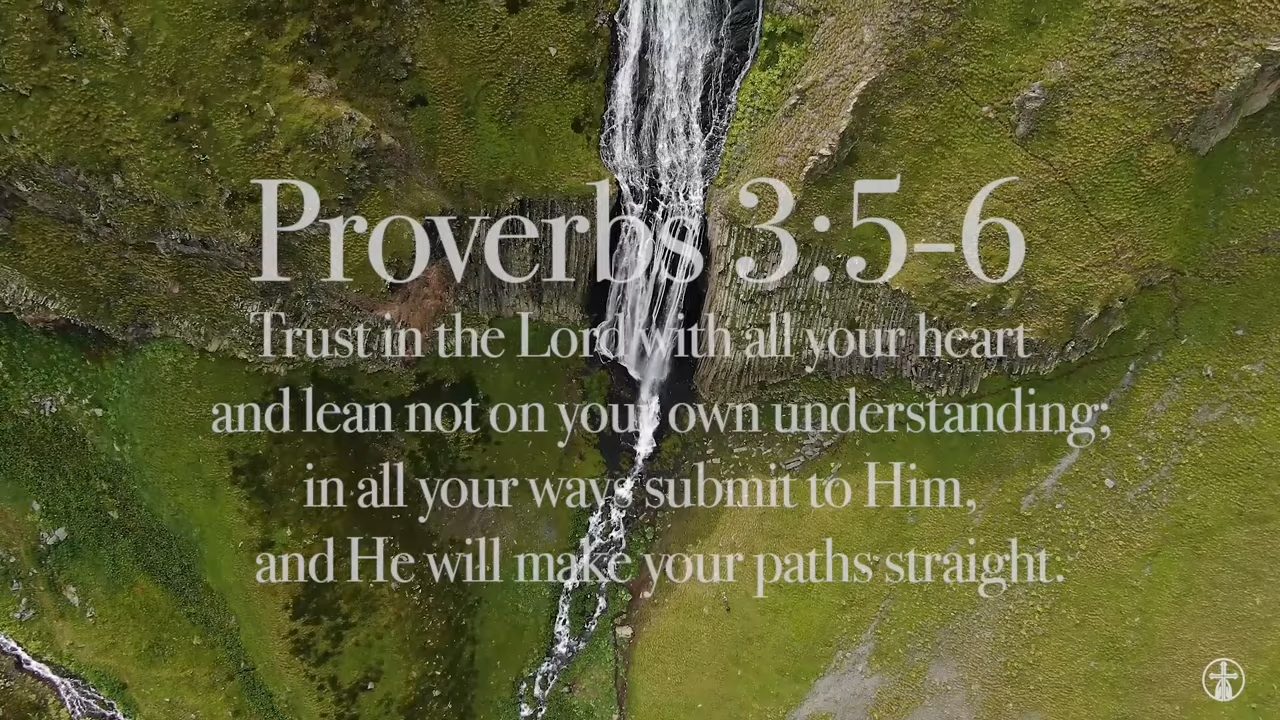 Proverbs 3:5-6
Trust in the Lord with all your heart
and lean not on your own understanding;
in all your ways submit to Him,
and He will make your paths straight.